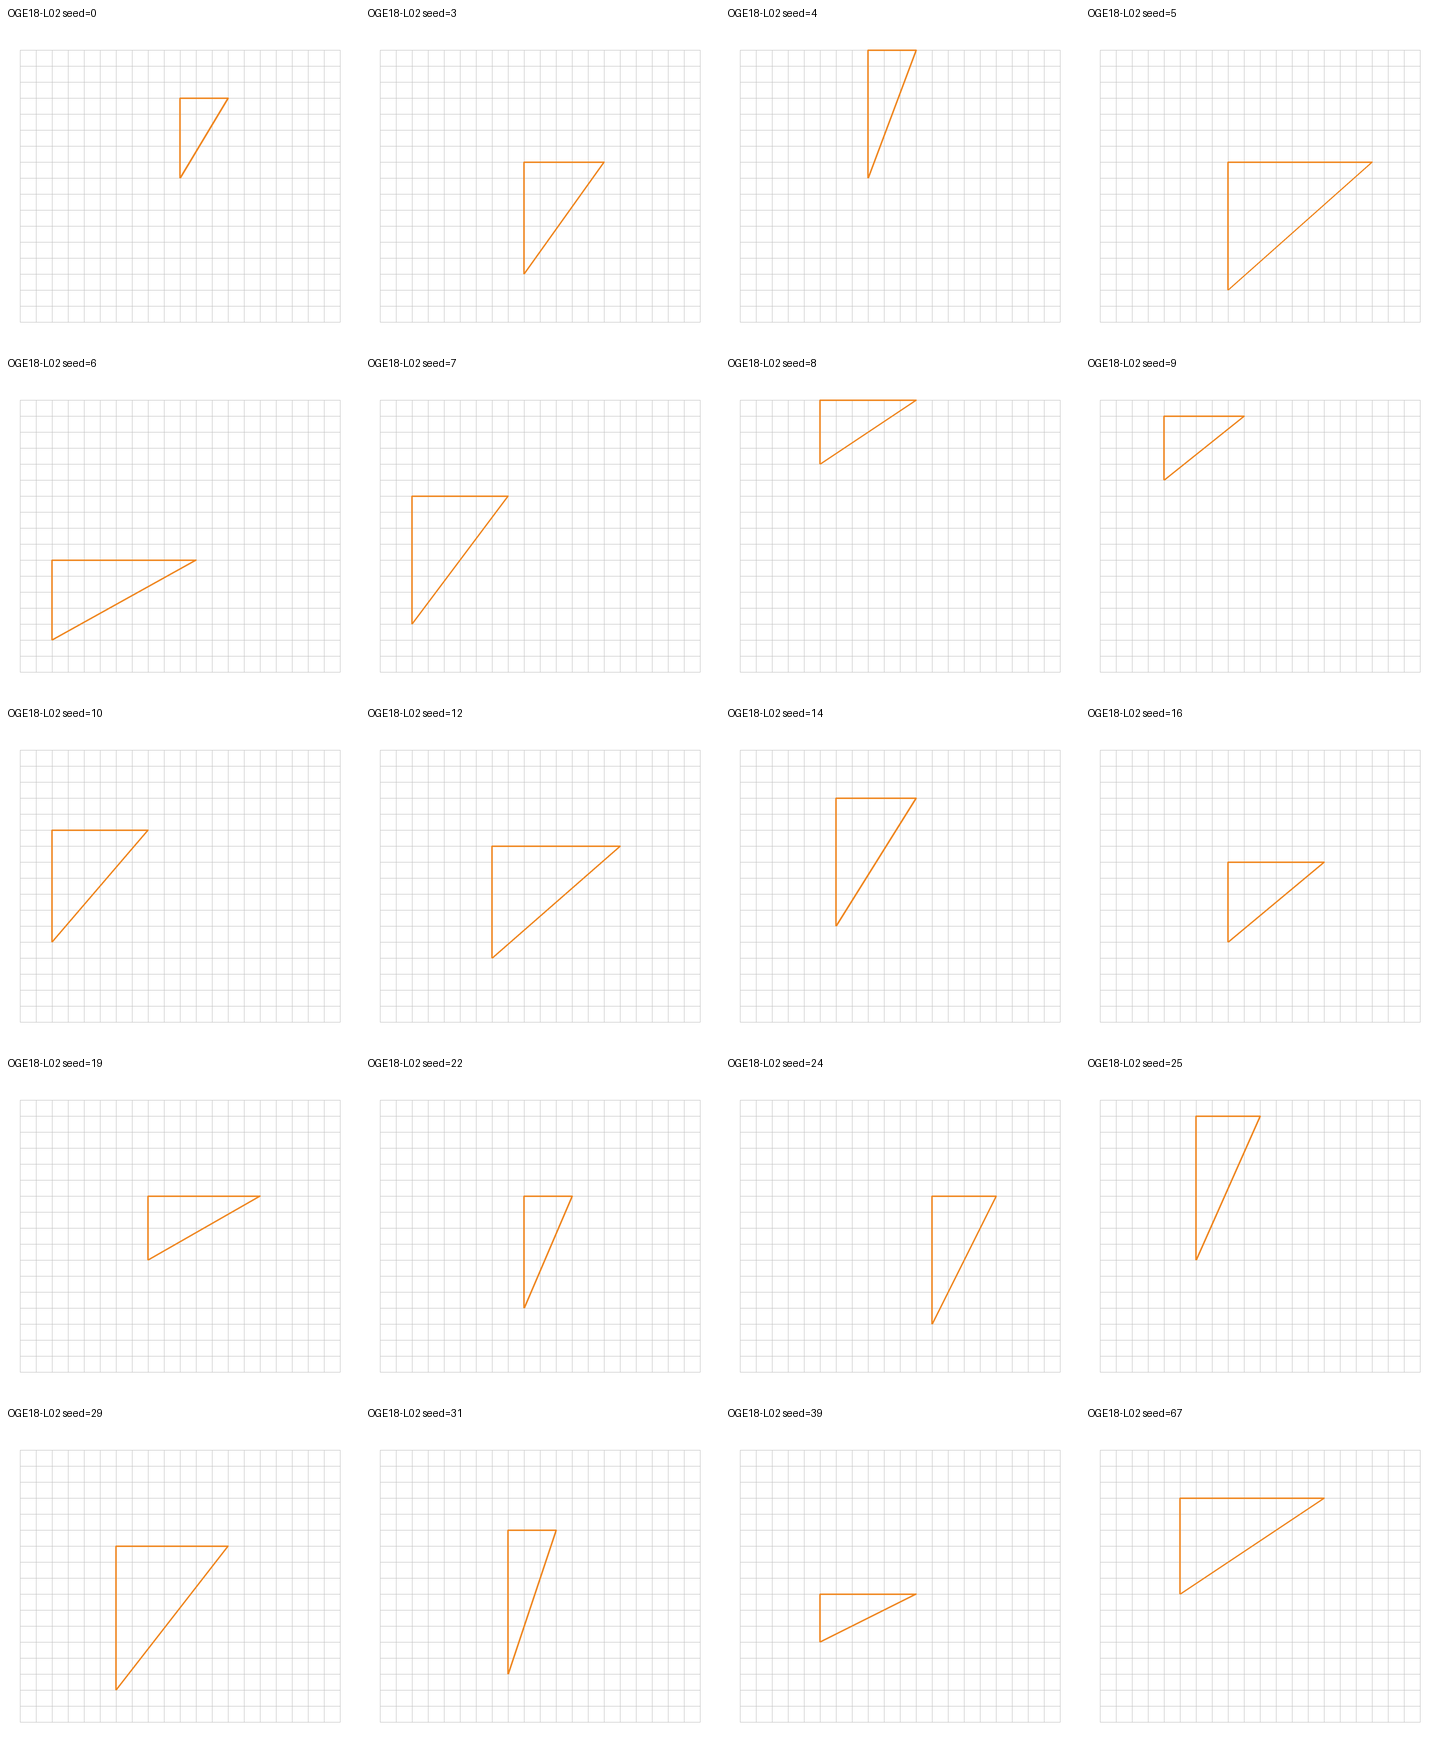 OGE18-L02 seed=0
OGE18-L02 seed=3
OGE18-L02 seed=4
OGE18-L02 seed=5
OGE18-L02 seed=6
OGE18-L02 seed=7
OGE18-L02 seed=8
OGE18-L02 seed=9
OGE18-L02 seed=10
OGE18-L02 seed=12
OGE18-L02 seed=14
OGE18-L02 seed=16
OGE18-L02 seed=19
OGE18-L02 seed=22
OGE18-L02 seed=24
OGE18-L02 seed=25
OGE18-L02 seed=29
OGE18-L02 seed=31
OGE18-L02 seed=39
OGE18-L02 seed=67